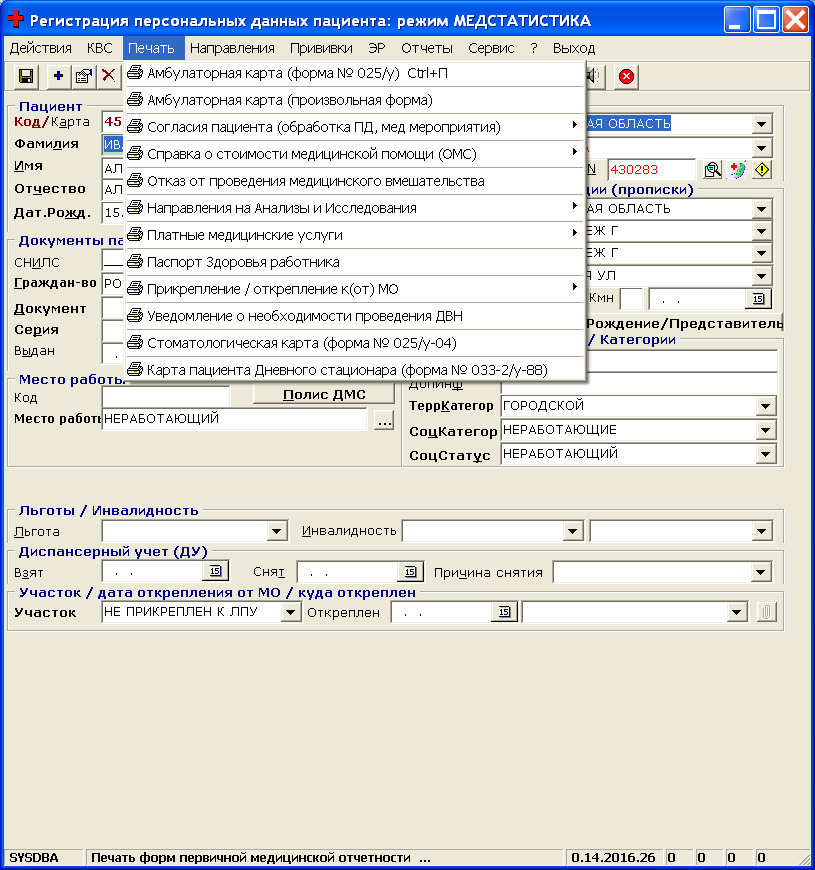 Регистрация персональных данных пациента: режим МЕДСТАТИСТИКА
Действия КВС Печать Направления Прививки ЭР Отчеты Сервис ? Выход
Амбулаторная карта (форма № 025/у) Ctrl+П
Амбулаторная карта (произвольная форма)
Согласия пациента (обработка ПД, мед мероприятия)
Справка о стоимости медицинской помощи (ОМС)
Отказ от проведения медицинского вмешательства
Направления на Анализы и Исследования
Платные медицинские услуги
Паспорт Здоровья работника
Прикрепление / открепление к(от) МО
Уведомление о необходимости проведения ДВН
Стоматологическая карта (форма № 025/у-04)
Карта пациента Дневного стационара (форма № 033-2/у-88)
Пациент
Код/Карта 45
Фамилия ИВ
Имя АЛ
Отчество АЛ
Дат.Рожд. 15.
АЯ ОБЛАСТЬ
N 430283
ции (прописки)
АЯ ОБЛАСТЬ
ЕЖ Г
ЕЖ Г
Я УЛ
Кмн . . 15
Рождение/Представитель
/ Категории
Документы па
СНИЛС
Граждан-во РО
Документ
Серия
Выдан .
Место работы
Код Полис ДМС
Место работь НЕРАБОТАЮЩИЙ ...
Допинф
ТеррКатегор ГОРОДСКОЙ
СоцКатегор НЕРАБОТАЮЩИЕ
СоцСтатус НЕРАБОТАЮЩИЙ
Льготы / Инвалидность
Льгота Инвалидность
Диспансерный учет (ДУ)
Взят . . 15 Снят . . 15 Причина снятия
Участок / дата открепления от МО / куда откреплен
Участок НЕ ПРИКРЕПЛЕН К ЛПУ Откреплен . . 15
SYSDBA Печать форм первичной медицинской отчетности ... 0.14.2016.26 0 0 0 0